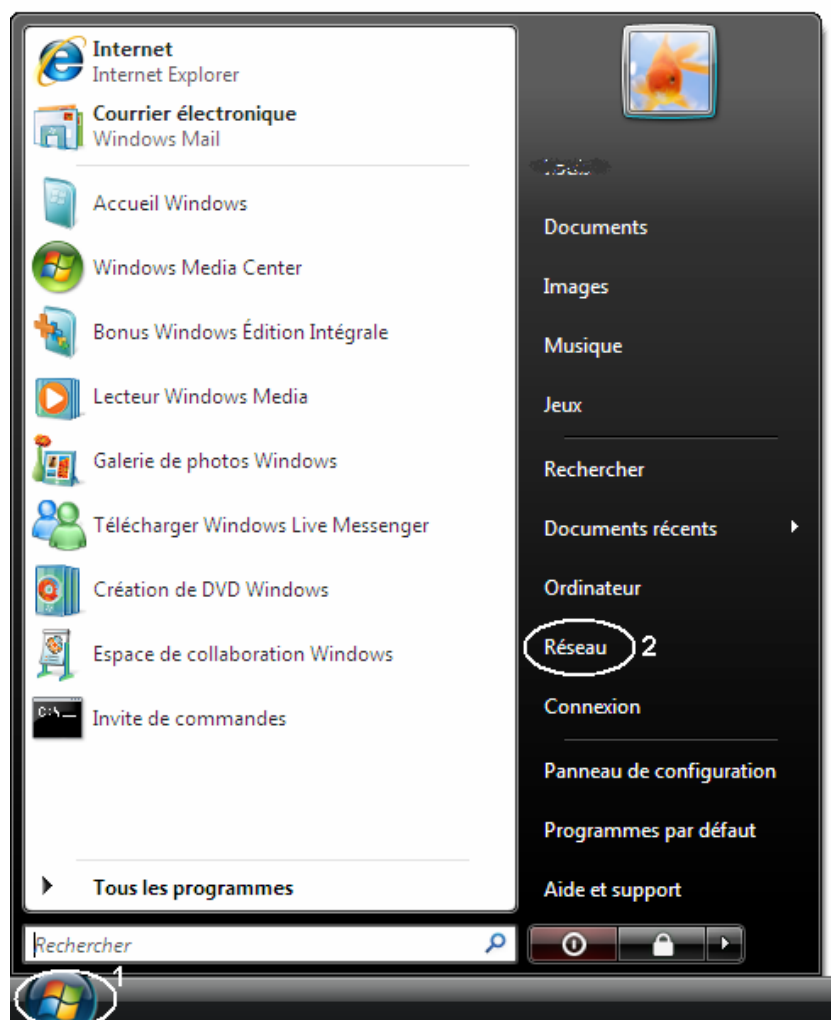 Internet
Internet Explorer
Courrier électronique
Windows Mail
Accueil Windows
Windows Media Center
Bonus Windows Édition Intégrale
Lecteur Windows Media
Galerie de photos Windows
Télécharger Windows Live Messenger
Création de DVD Windows
Espace de collaboration Windows
C:\_
Invite de commandes
Tous les programmes
Rechercher
1
Documents
Images
Musique
Jeux
Rechercher
Documents récents
Ordinateur
Réseau 2
Connexion
Panneau de configuration
Programmes par défaut
Aide et support